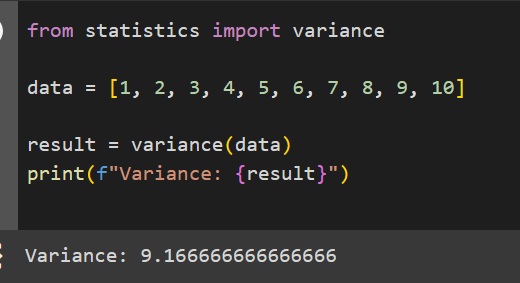 from statistics import variance
data = [1, 2, 3, 4, 5, 6, 7, 8, 9, 10]
result = variance(data)
print(f"Variance: {result}")
Variance: 9.166666666666666